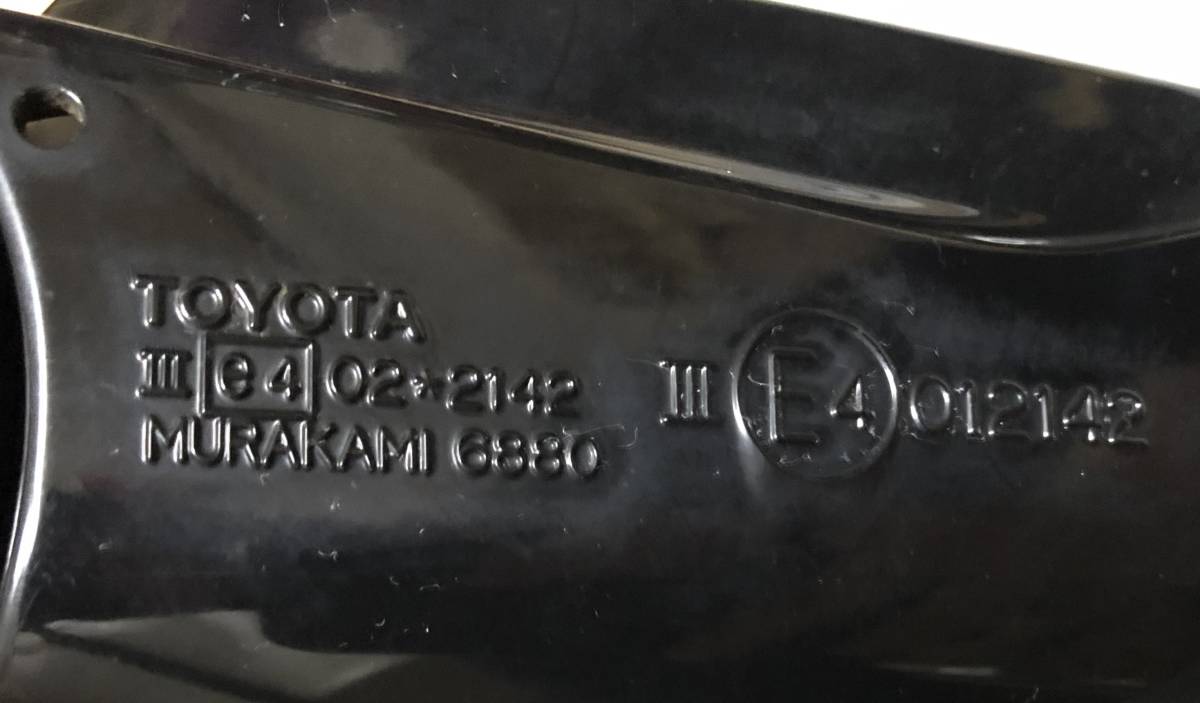 TOYOTA
III e4 02*2142
MURAKAMI 6880
III E4 012142